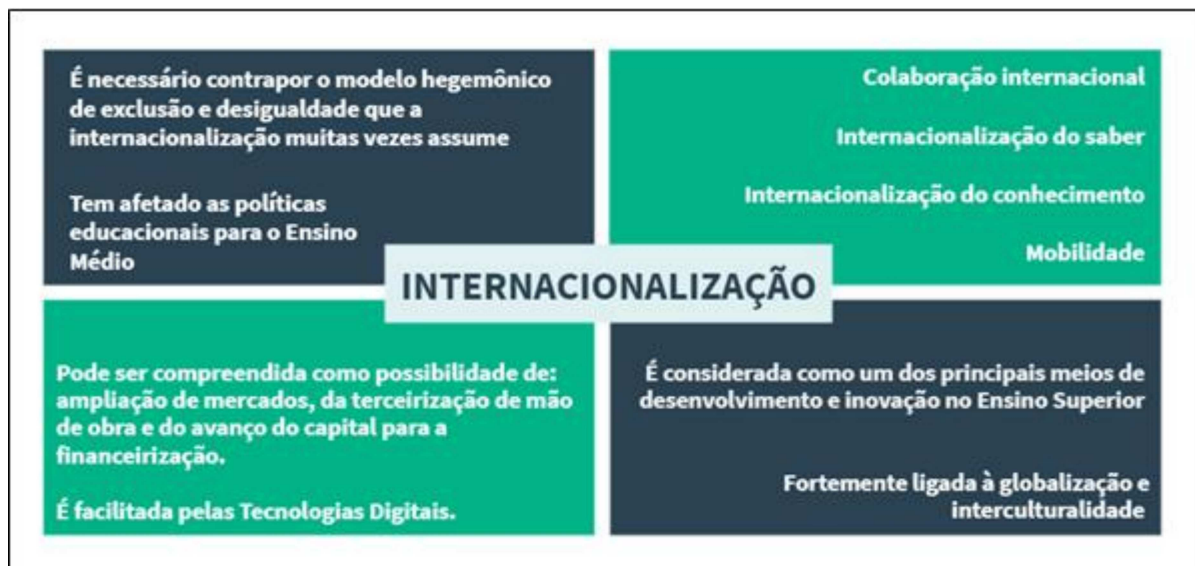 É necessário contrapor o modelo hegemônico
de exclusão e desigualdade que a
internacionalização muitas vezes assume
Tem afetado as políticas
educacionais para o Ensino
Médio
Colaboração internacional
Internacionalização do saber
Internacionalização do conhecimento
Mobilidade
INTERNACIONALIZAÇÃO
Pode ser compreendida como possibilidade de:
ampliação de mercados, da terceirização de mão
de obra e do avanço do capital para a
financeirização.
É facilitada pelas Tecnologias Digitais.
É considerada como um dos principais meios de
desenvolvimento e inovação no Ensino Superior
Fortemente ligada à globalização e
interculturalidade